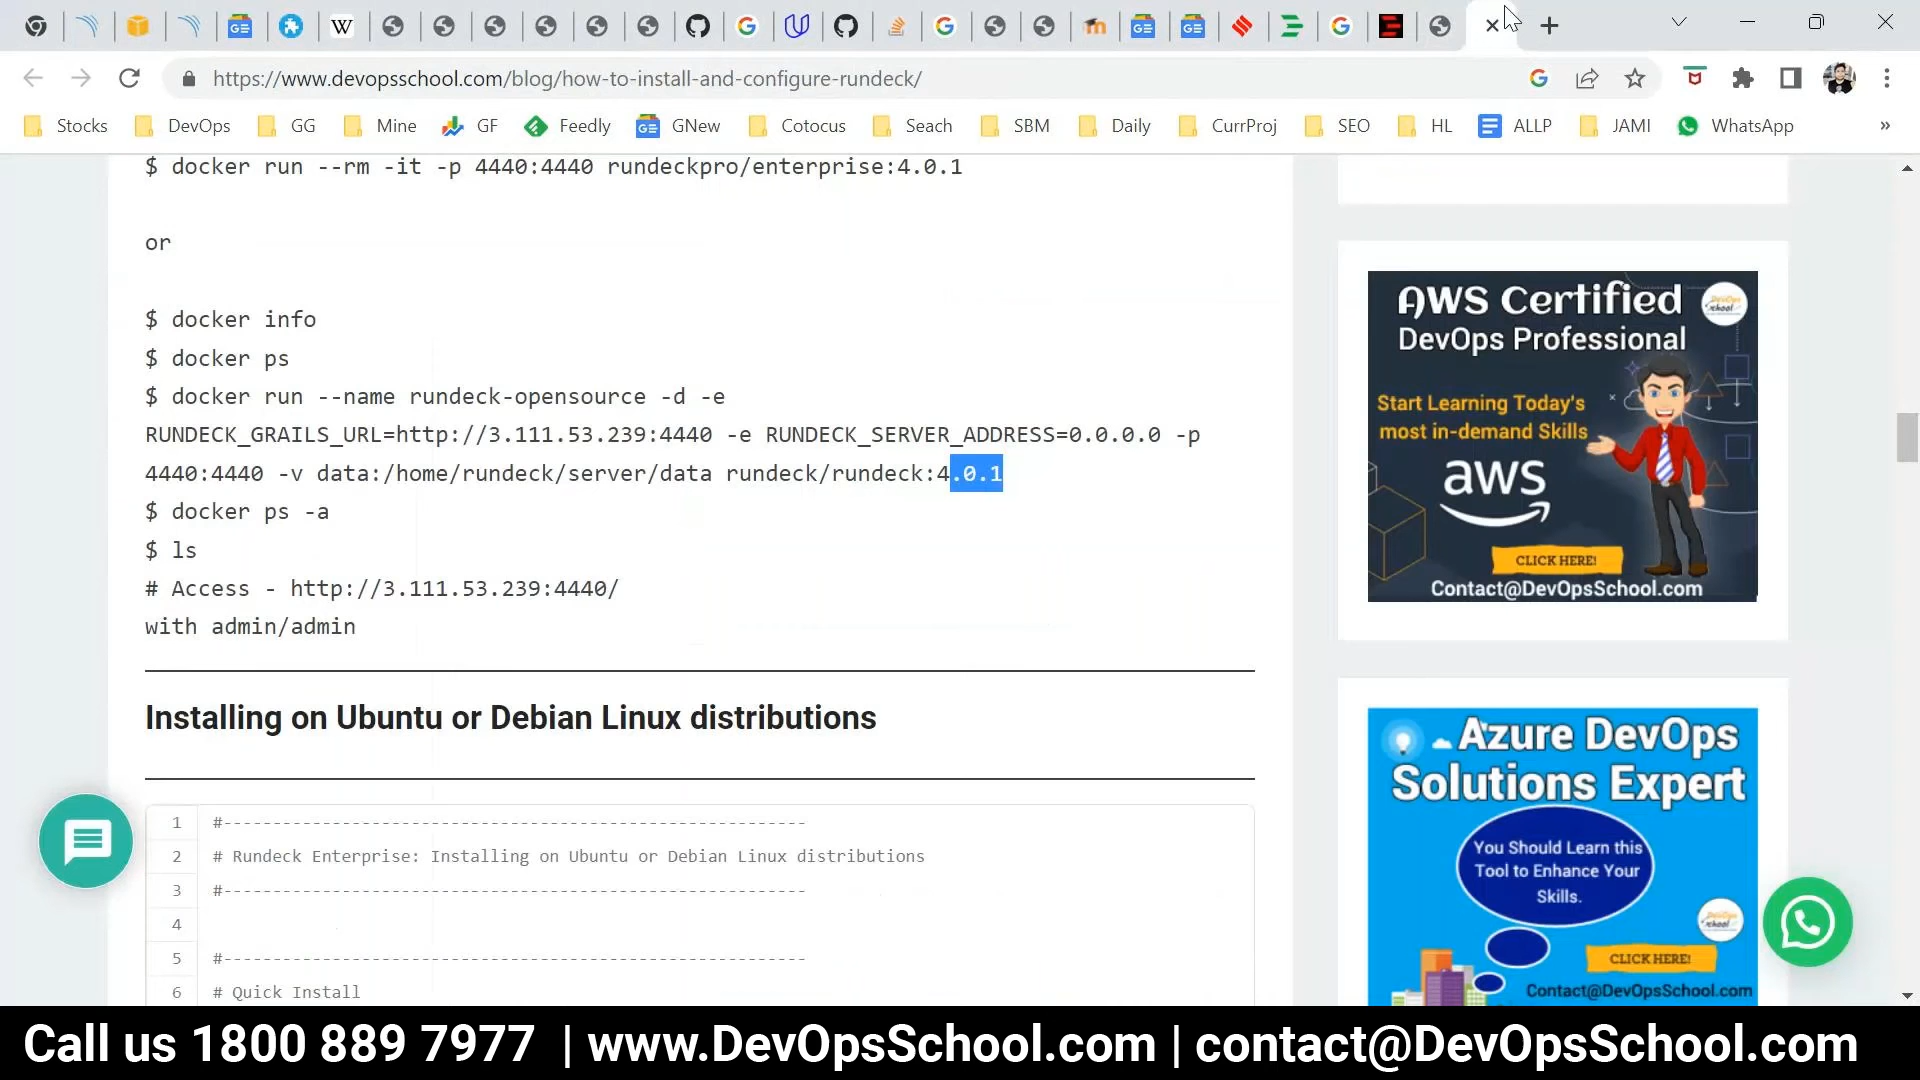 https://www.devopsschool.com/blog/how-to-install-and-configure-rundeck/
Stocks DevOps GG Mine GF Feedly GNew Cotocus Seach SBM Daily CurrProj SEO HL ALLP JAMI WhatsApp »
$ docker run --rm -it -p 4440:4440 rundeckpro/enterprise:4.0.1
or
$ docker info
$ docker ps
$ docker run --name rundeck-opensource -d -e
RUNDECK_GRAILS_URL=http://3.111.53.239:4440 -e RUNDECK_SERVER_ADDRESS=0.0.0.0 -p
4440:4440 -v data:/home/rundeck/server/data rundeck/rundeck:4.0.1
$ docker ps -a
$ ls
# Access - http://3.111.53.239:4440/
with admin/admin
Installing on Ubuntu or Debian Linux distributions
1 #-----------------------------------------------------------
2 # Rundeck Enterprise: Installing on Ubuntu or Debian Linux distributions
3 #-----------------------------------------------------------
4
5 #-----------------------------------------------------------
6 # Quick Install
AWS Certified
DevOps Professional
Start Learning Today's
most in-demand Skills
aws
CLICK HERE!
Contact@DevOpsSchool.com
Azure DevOps
Solutions Expert
You Should Learn this
Tool to Enhance Your
Skills.
CLICK HERE!
Contact@DevOpsSchool.com
Call us 1800 889 7977 | www.DevOpsSchool.com | contact@DevOpsSchool.com